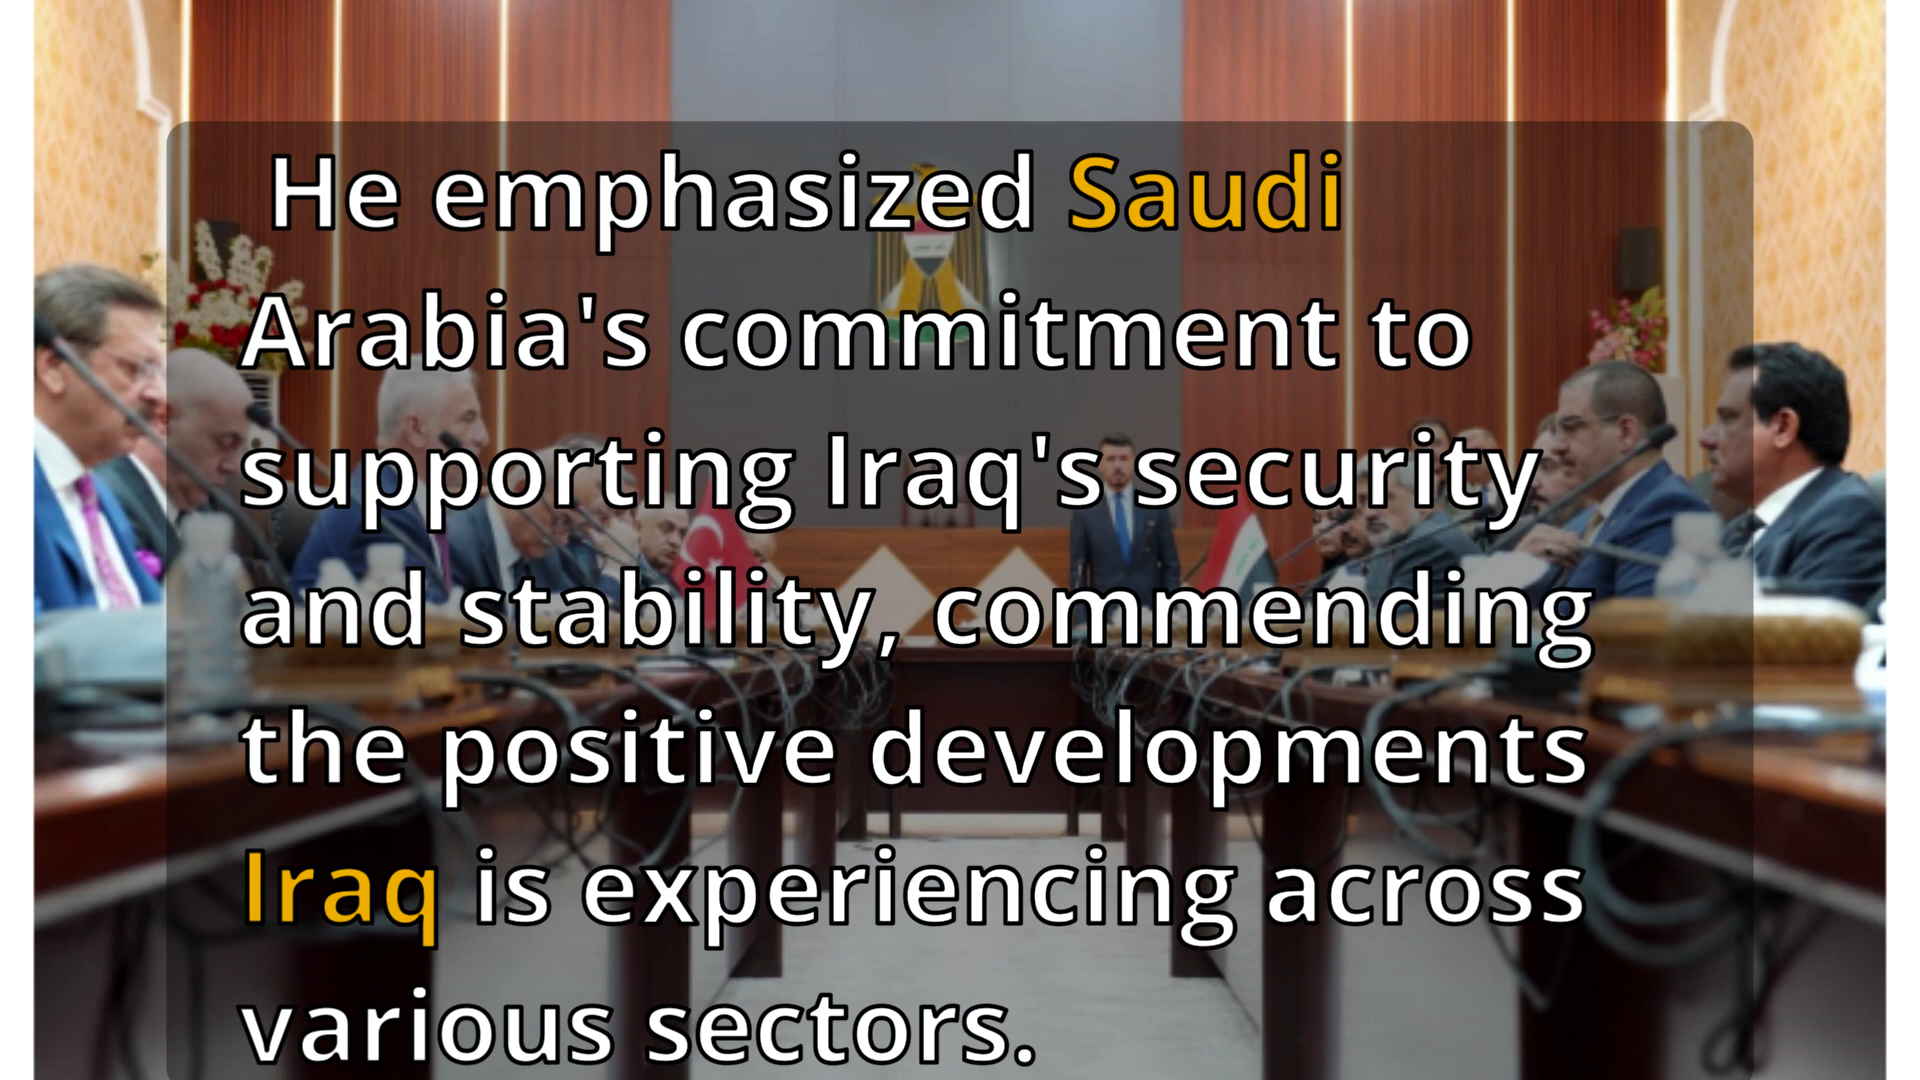 He emphasized Saudi
Arabia's commitment to
supporting Iraq's security
and stability, commending
the positive developments
Iraq is experiencing across
various sectors.